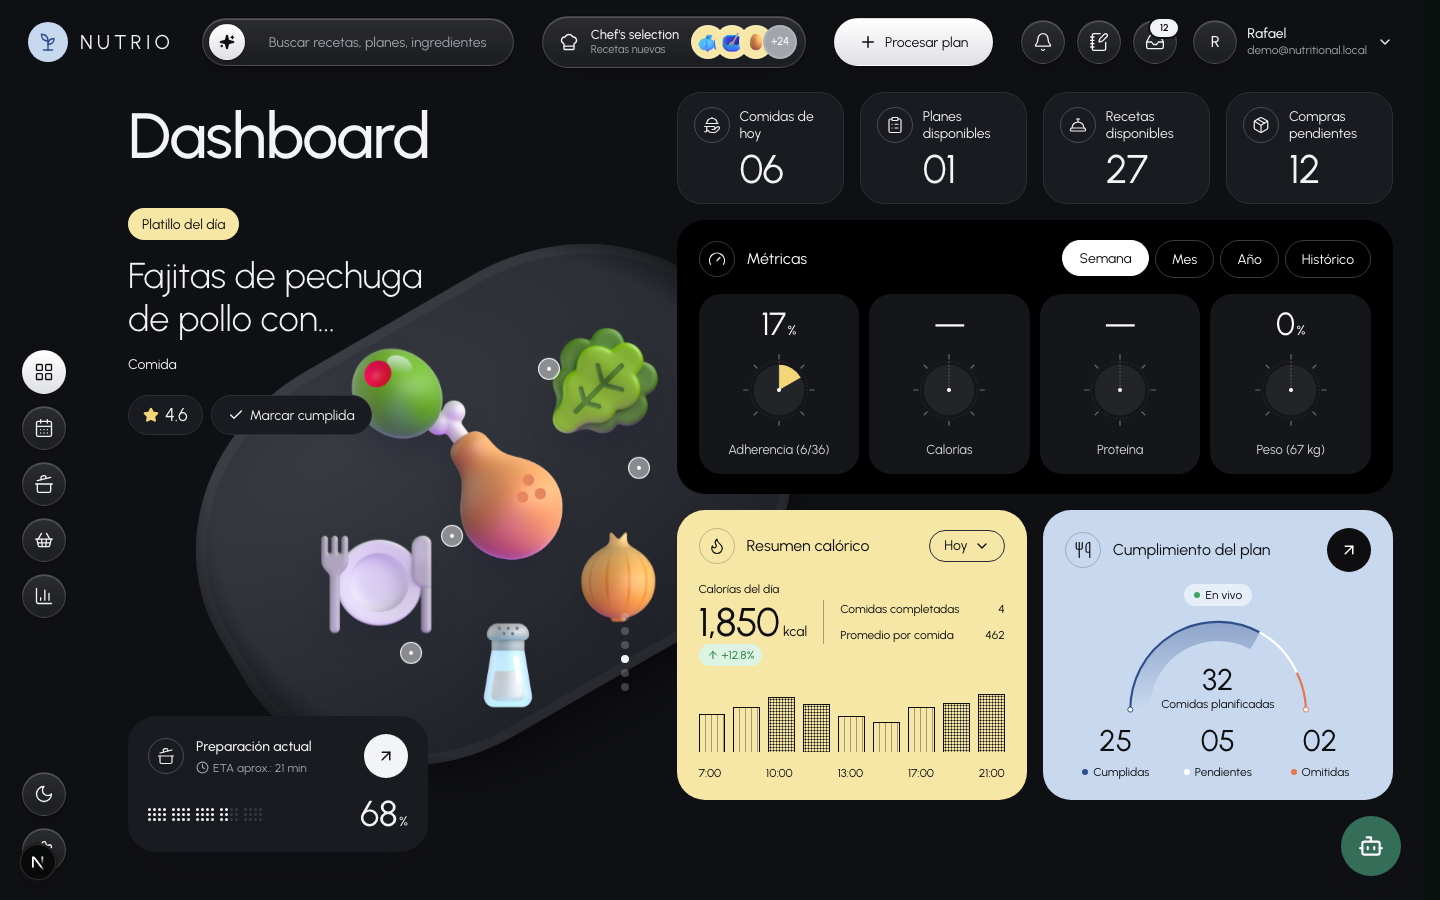 NUTRIO
Buscar recetas, planes, ingredientes
Chef's selection
Recetas nuevas
+24
Procesar plan
12
R
Rafael
demo@nutritional.local
Dashboard
Comidas de
hoy
06
Planes
disponibles
01
Recetas
disponibles
27
Compras
pendientes
12
Platillo del día
Fajitas de pechuga
de pollo con...
Comida
4.6
Marcar cumplida
Métricas
Semana
Mes
Año
Histórico
17%
Adherencia (6/36)
—
Calorías
—
Proteína
0%
Peso (67 kg)
Resumen calórico
Hoy
Calorías del día
1,850 kcal
+12.8%
Comidas completadas 4
Promedio por comida 462
7:00 10:00 13:00 17:00 21:00
Cumplimiento del plan
En vivo
32
Comidas planificadas
25
Cumplidas
05
Pendientes
02
Omitidas
Preparación actual
ETA aprox.: 21 min
68%
N